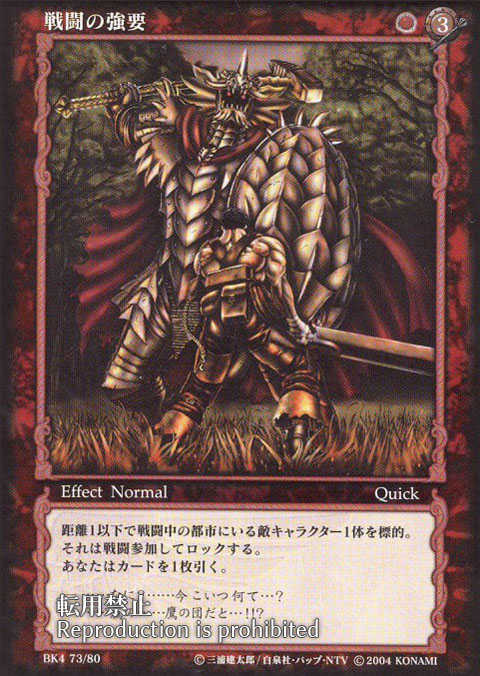 戦闘の強要
3
Effect Normal Quick
距離1以下で戦闘中の都市にいる敵キャラクター1体を標的。
それは戦闘参加してロックする。
あなたはカードを1枚引く。
に?……今 こいつ 何て…?
……鷹の団だと…!!?
転用禁止
Reproduction is prohibited
BK4 73/80 © 三浦建太郎/白泉社・バップ・NTV © 2004 KONAMI